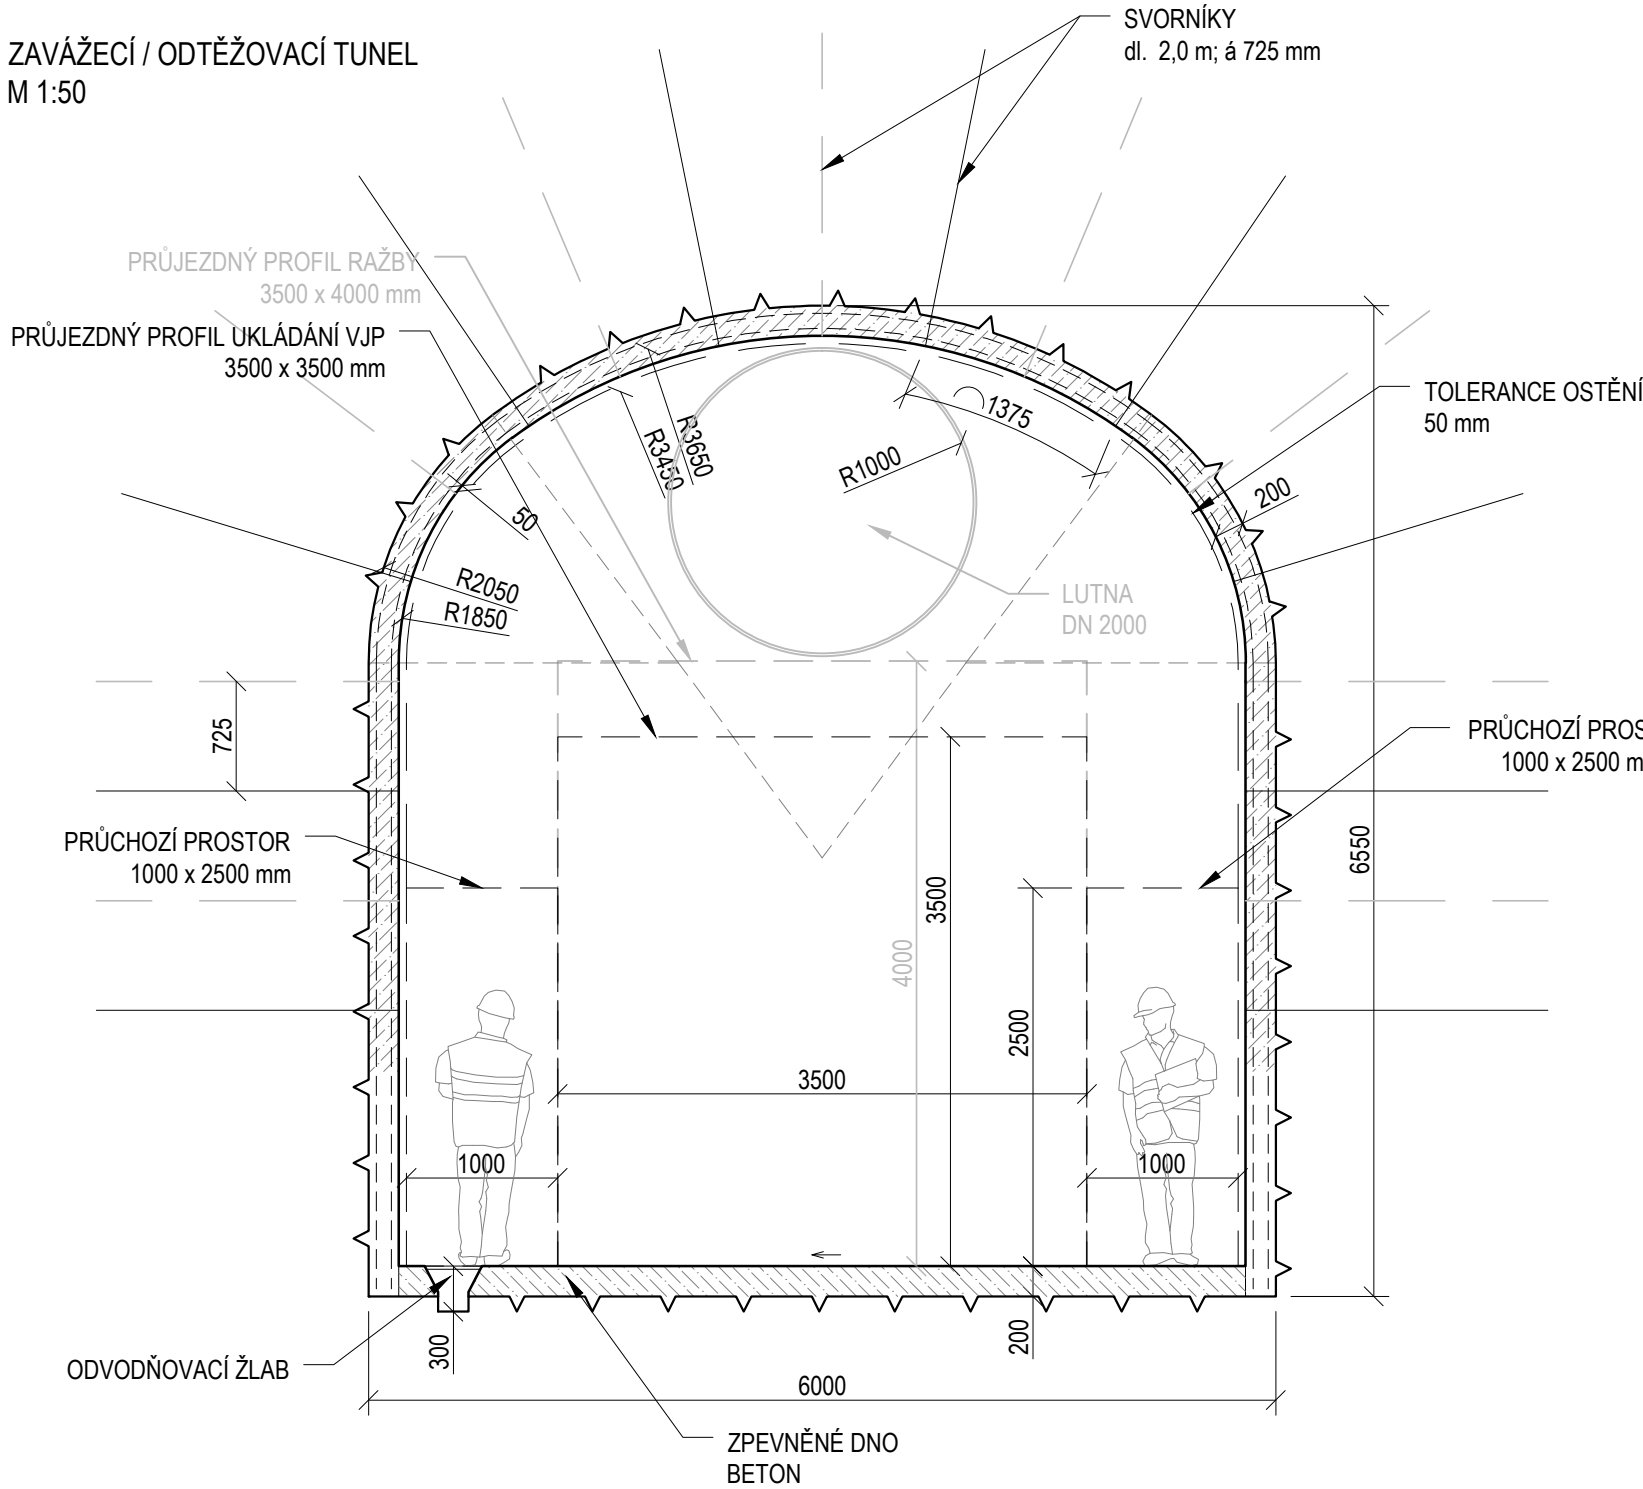 ZAVÁŽECÍ / ODTĚŽOVACÍ TUNEL
M 1:50
SVORNÍKY
dl. 2,0 m; á 725 mm
PRŮJEZDNÝ PROFIL RAŽBY
3500 x 4000 mm
PRŮJEZDNÝ PROFIL UKLÁDÁNÍ VJP
3500 x 3500 mm
TOLERANCE OSTĚNÍ
50 mm
1375
R3650
R3450
R1000
200
50
R2050
R1850
LUTNA
DN 2000
725
PRŮCHOZÍ PROS
1000 x 2500 m
PRŮCHOZÍ PROSTOR
1000 x 2500 mm
6550
3500
4000
2500
3500
1000
1000
300
200
ODVODŇOVACÍ ŽLAB
6000
ZPEVNĚNÉ DNO
BETON